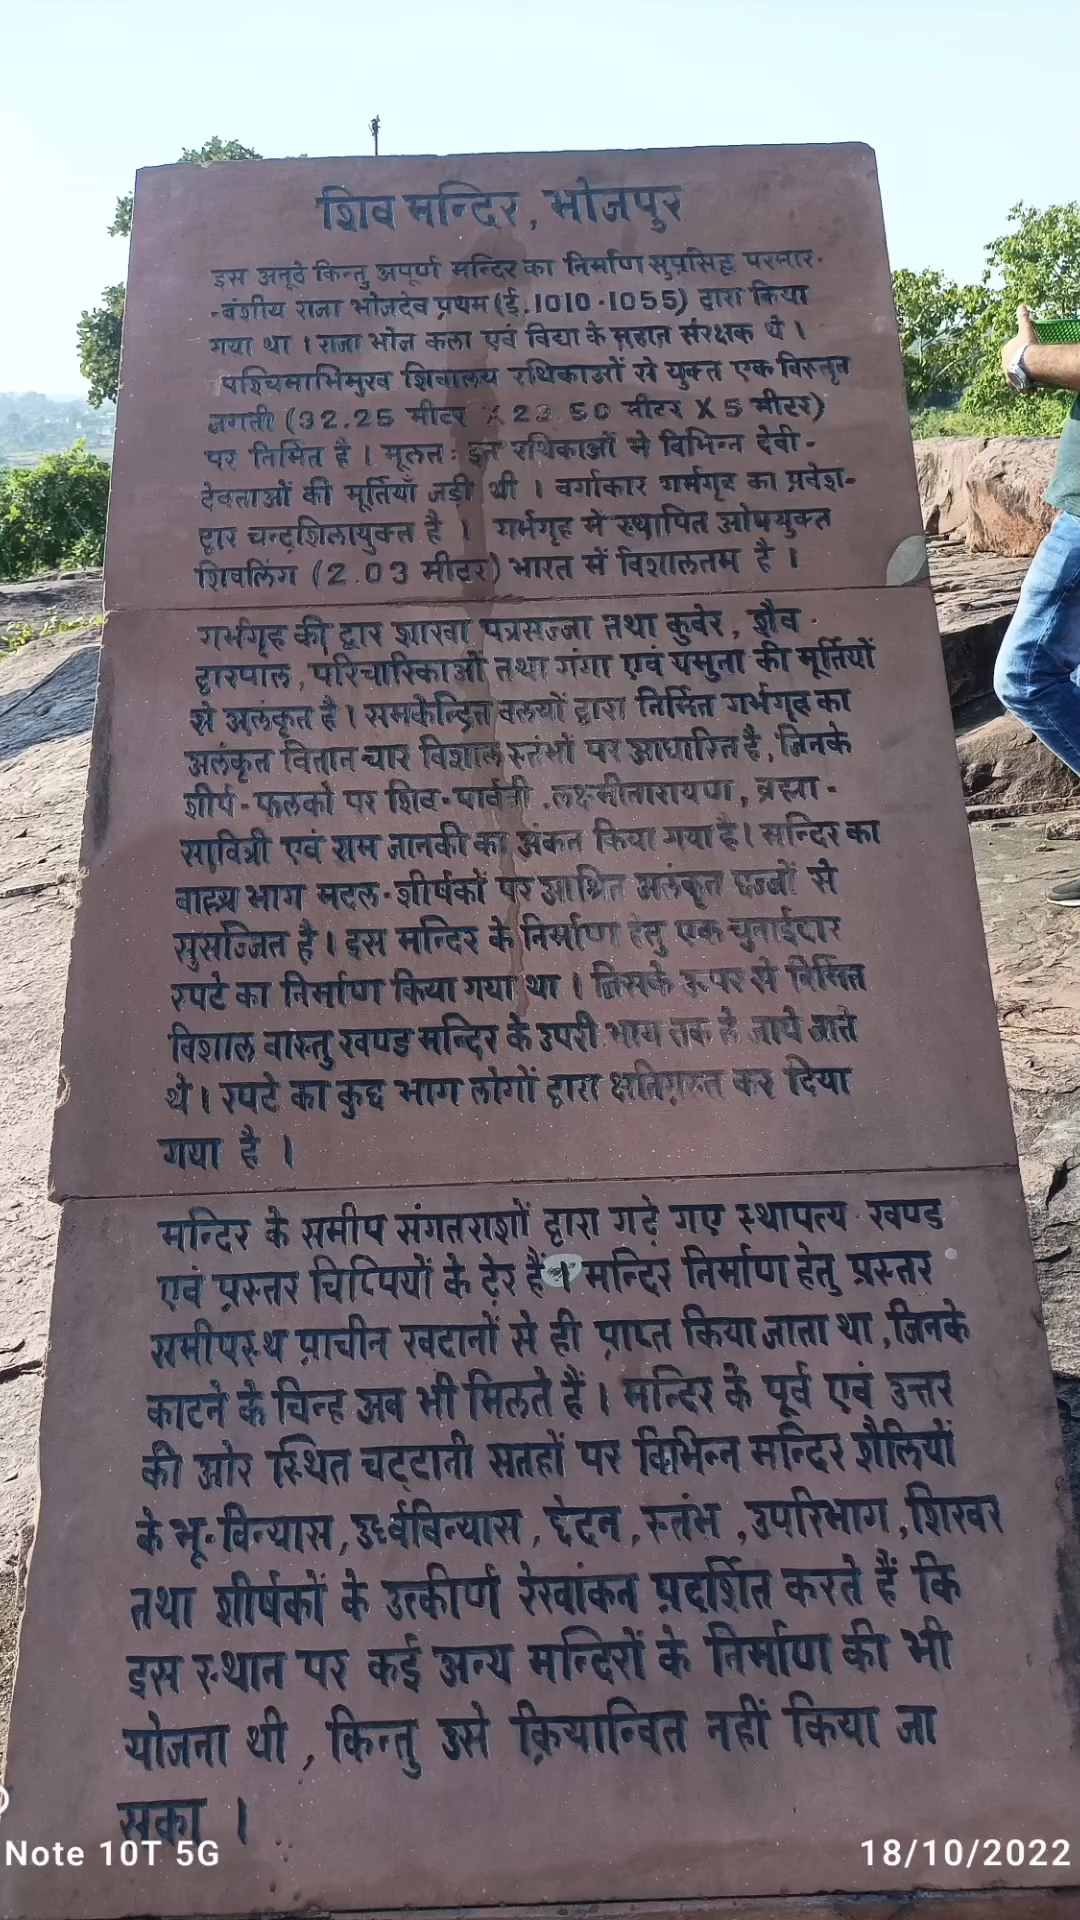 शिव मन्दिर, भोजपुर
इस अनूठे किन्तु अपूर्ण मन्दिर का निर्माण सुप्रसिद्ध परमार-
-वंशीय राजा भोजदेव प्रथम (ई. 1010-1055) द्वारा किया
गया था । राजा भोज कला एवं विद्या के महान संरक्षक थे ।
पश्चिमाभिमुख शिवालय रथिकाओं से युक्त एक विस्तृत
जगती (32.25 मीटर X 23.50 मीटर X 5 मीटर)
पर निर्मित है । मूलतः इन रथिकाओं में विभिन्न देवी-
देवताओं की मूर्तियाँ जड़ी थी । वर्गाकार गर्भगृह का प्रवेश-
द्वार चन्द्रशिलायुक्त है । गर्भगृह में स्थापित ओपयुक्त
शिवलिंग (2.03 मीटर) भारत में विशालतम है ।
गर्भगृह की द्वार शाखा पत्रसज्जा तथा कुबेर, शैव-
द्वारपाल, परिचारिकाओं तथा गंगा एवं यमुना की मूर्तियों
से अलंकृत है । समकेन्द्रित वलयों द्वारा निर्मित गर्भगृह का
अलंकृत वितान चार विशाल स्तंभों पर आधारित है, जिनके
शीर्ष-फलकों पर शिव-पार्वती, लक्ष्मीनारायण, ब्रह्मा-
सावित्री एवं राम जानकी का अंकन किया गया है। मन्दिर का
बाह्य भाग मदल-शीर्षकों पर आश्रित अलंकृत छज्जों से
सुसज्जित है । इस मन्दिर के निर्माण हेतु एक चुनाईदार
रपटे का निर्माण किया गया था । जिसके ऊपर से निर्मित
विशाल वास्तु खण्ड मन्दिर के उपरी भाग तक ले जाये जाते
थे । रपटे का कुछ भाग लोगों द्वारा क्षतिग्रस्त कर दिया
गया है ।
मन्दिर के समीप संगतराशों द्वारा गढ़े गए स्थापत्य खण्ड
एवं प्रस्तर चिप्पियों के ढेर हैं । मन्दिर निर्माण हेतु प्रस्तर
समीपस्थ प्राचीन खदानों से ही प्राप्त किया जाता था, जिनके
काटने के चिन्ह अब भी मिलते हैं । मन्दिर के पूर्व एवं उत्तर
की ओर स्थित चट्टानी सतहों पर विभिन्न मन्दिर शैलियों
के भू-विन्यास, उर्ध्वविन्यास, छेदन, स्तंभ, उपरिभाग, शिखर
तथा शीर्षकों के उत्कीर्ण रेखांकन प्रदर्शित करते हैं कि
इस स्थान पर कई अन्य मन्दिरों के निर्माण की भी
योजना थी, किन्तु उसे क्रियान्वित नहीं किया जा
सका ।
Note 10T 5G
18/10/2022